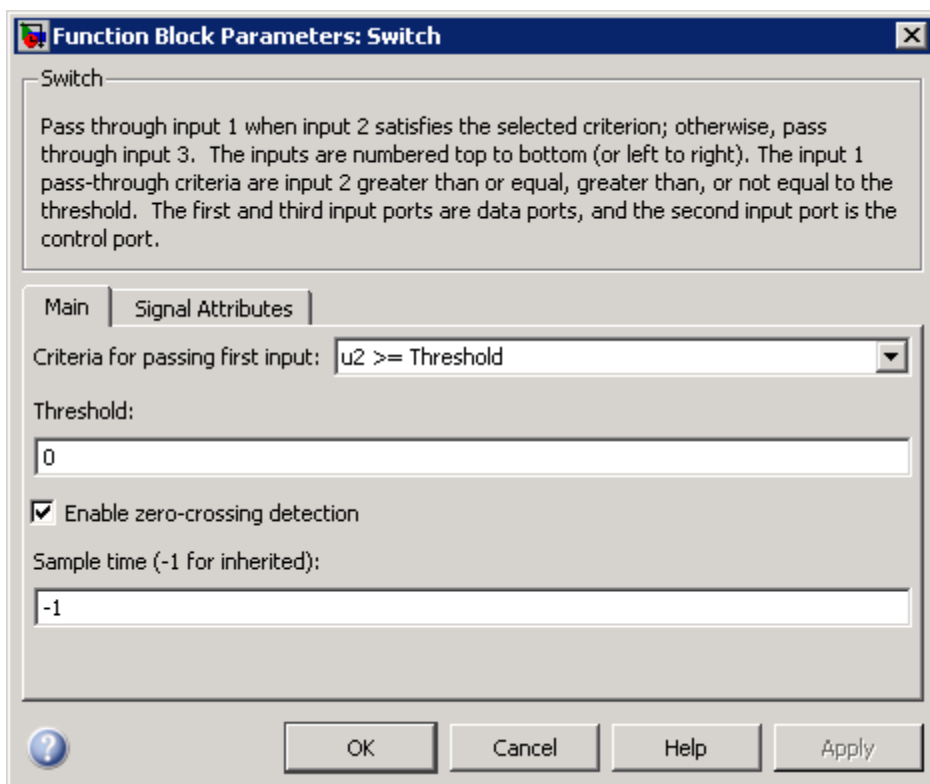 Function Block Parameters: Switch
Switch
Pass through input 1 when input 2 satisfies the selected criterion; otherwise, pass
through input 3.  The inputs are numbered top to bottom (or left to right). The input 1
pass-through criteria are input 2 greater than or equal, greater than, or not equal to the
threshold.  The first and third input ports are data ports, and the second input port is the
control port.
Main Signal Attributes
Criteria for passing first input: u2 >= Threshold
Threshold:
0
Enable zero-crossing detection
Sample time (-1 for inherited):
-1
? OK Cancel Help Apply